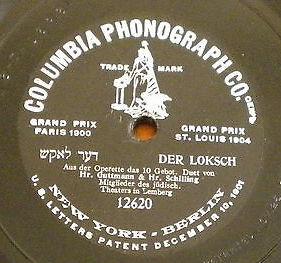 COLUMBIA PHONOGRAPH CO. GEN'L
TRADE MARK
GRAND PRIX
PARIS 1900
GRAND PRIX
ST. LOUIS 1904
דער לאקש
DER LOKSCH
Aus der Operette das 10 Gebot. Duet von
Hr. Guttmann & Hr. Schilling
Mitglieder des jüdisch.
Theaters in Lemberg
12620
NEW YORK - BERLIN
U.S. LETTERS PATENT DECEMBER 10, 1901